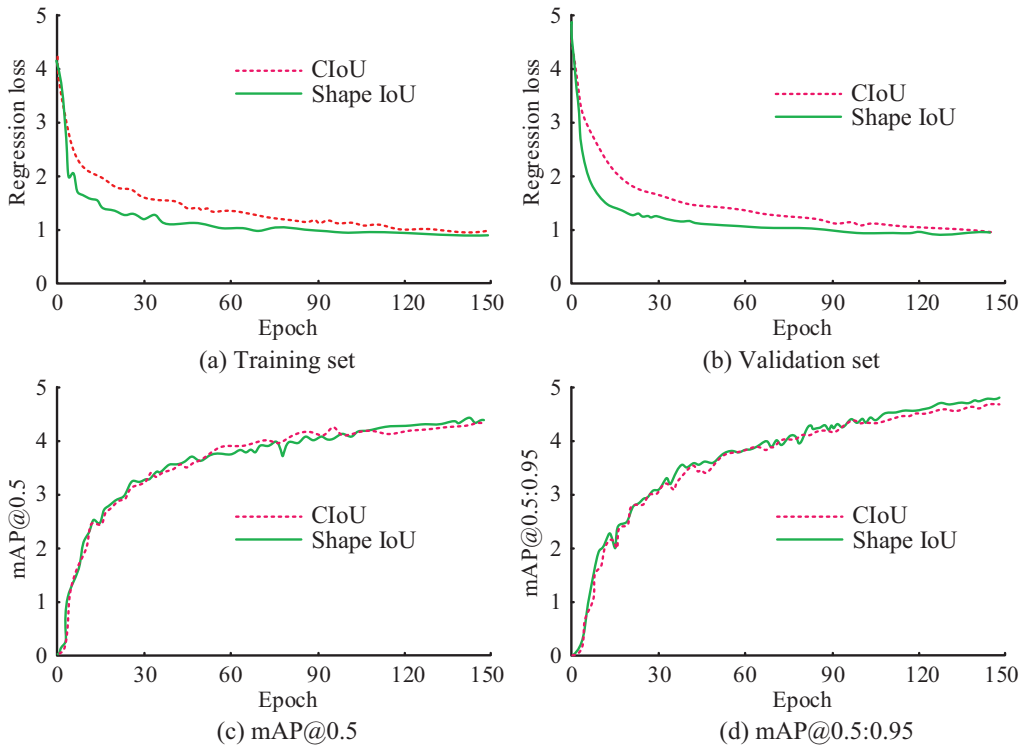 5
4
3
2
1
0
Regression loss
CIoU
Shape IoU
0 30 60 90 120 150
Epoch
(a) Training set
5
4
3
2
1
0
Regression loss
CIoU
Shape IoU
0 30 60 90 120 150
Epoch
(b) Validation set
5
4
3
2
1
0
mAP@0.5
CIoU
Shape IoU
0 30 60 90 120 150
Epoch
(c) mAP@0.5
5
4
3
2
1
0
mAP@0.5:0.95
CIoU
Shape IoU
0 30 60 90 120 150
Epoch
(d) mAP@0.5:0.95